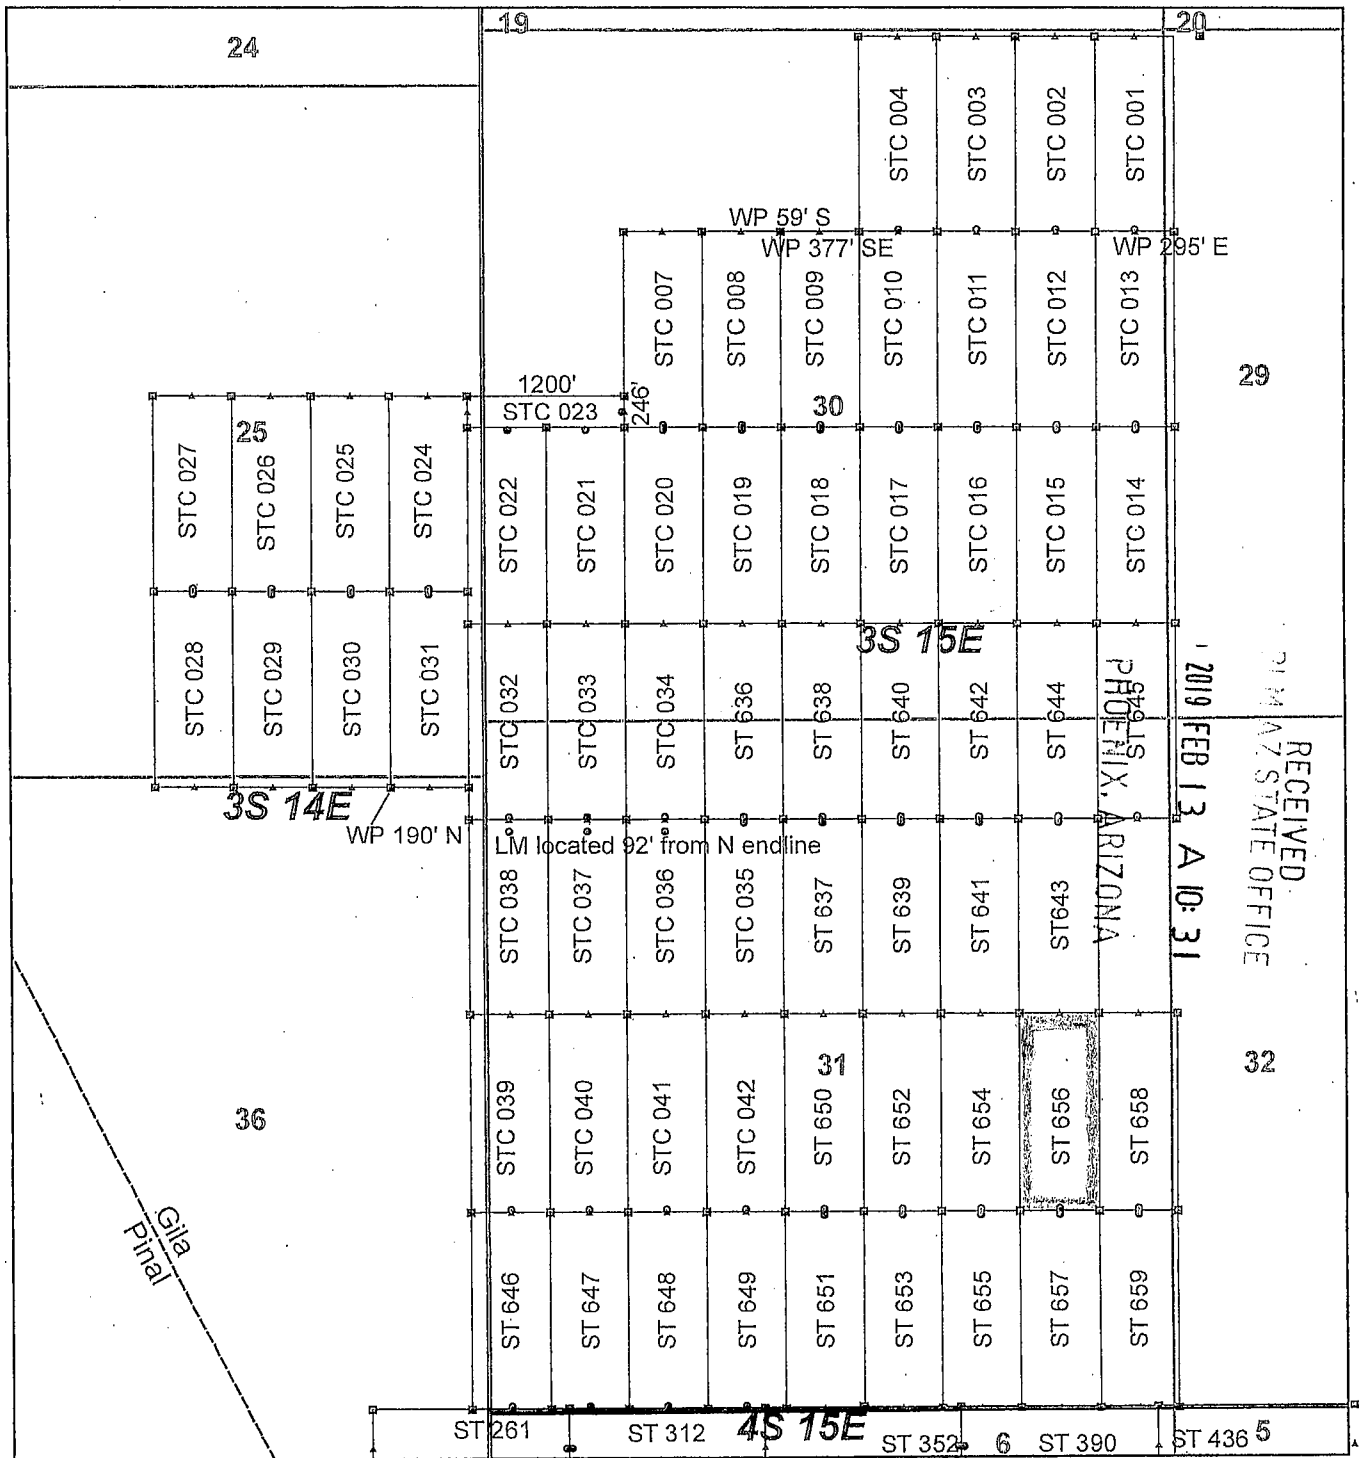 19
20
24
STC 004
STC 003
STC 002
STC 001
WP 59' S
WP 377' SE
WP 295' E
STC 007
STC 008
STC 009
STC 010
STC 011
STC 012
STC 013
29
1200'
STC 023
246'
30
25
STC 027
STC 026
STC 025
STC 024
STC 022
STC 021
STC 020
STC 019
STC 018
STC 017
STC 016
STC 015
STC 014
3S 15E
STC 028
STC 029
STC 030
STC 031
STC 032
STC 033
STC 034
ST 636
ST 638
ST 640
ST 642
ST 644
ST 645
RECEIVED
AZ STATE OFFICE
2019 FEB 13 A 10:31
PHOENIX, ARIZONA
3S 14E
WP 190' N
LM located 92' from N endline
STC 038
STC 037
STC 036
STC 035
ST 637
ST 639
ST 641
ST643
31
32
36
STC 039
STC 040
STC 041
STC 042
ST 650
ST 652
ST 654
ST 656
ST 658
Gila
Pinal
ST 646
ST 647
ST 648
ST 649
ST 651
ST 653
ST 655
ST 657
ST 659
4S 15E
ST 261
ST 312
ST 352
6
ST 390
ST 436
5